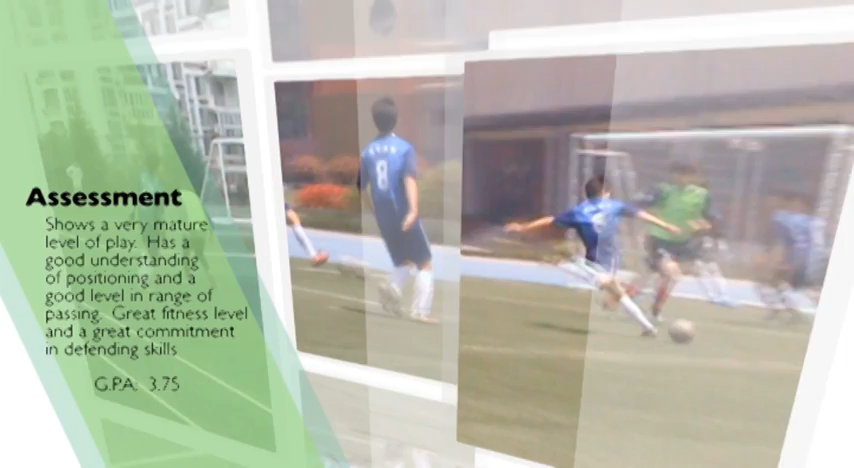 Assessment
Shows a very mature
level of play. Has a
good understanding
of positioning and a
good level in range of
passing. Great fitness level
and a great commitment
in defending skills
G.P.A. 3.75
8